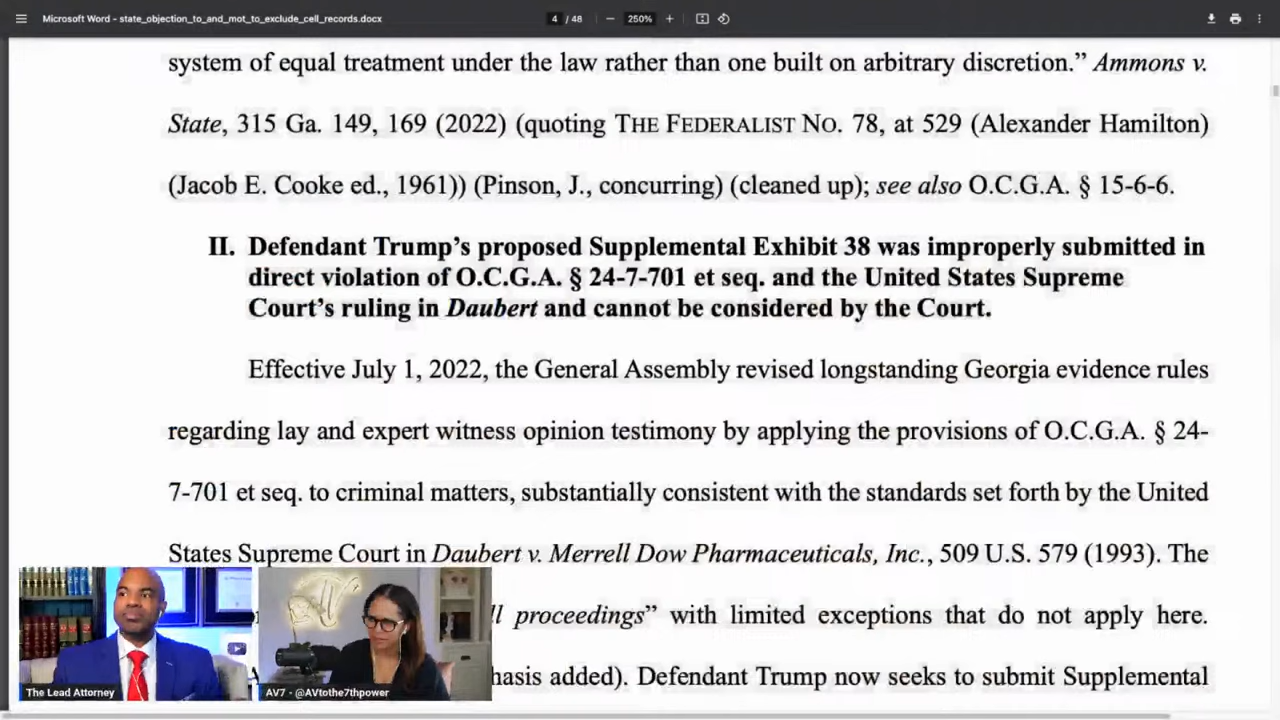 Microsoft Word - state_objection_to_and_mot_to_exclude_cell_records.docx
4 / 48
250%
system of equal treatment under the law rather than one built on arbitrary discretion.” Ammons v.
State, 315 Ga. 149, 169 (2022) (quoting THE FEDERALIST NO. 78, at 529 (Alexander Hamilton)
(Jacob E. Cooke ed., 1961)) (Pinson, J., concurring) (cleaned up); see also O.C.G.A. § 15-6-6.
II. Defendant Trump’s proposed Supplemental Exhibit 38 was improperly submitted in
direct violation of O.C.G.A. § 24-7-701 et seq. and the United States Supreme
Court’s ruling in Daubert and cannot be considered by the Court.
Effective July 1, 2022, the General Assembly revised longstanding Georgia evidence rules
regarding lay and expert witness opinion testimony by applying the provisions of O.C.G.A. § 24-
7-701 et seq. to criminal matters, substantially consistent with the standards set forth by the United
States Supreme Court in Daubert v. Merrell Dow Pharmaceuticals, Inc., 509 U.S. 579 (1993). The
ll proceedings” with limited exceptions that do not apply here.
hasis added). Defendant Trump now seeks to submit Supplemental
The Lead Attorney
AV7 - @AVtothe7thpower